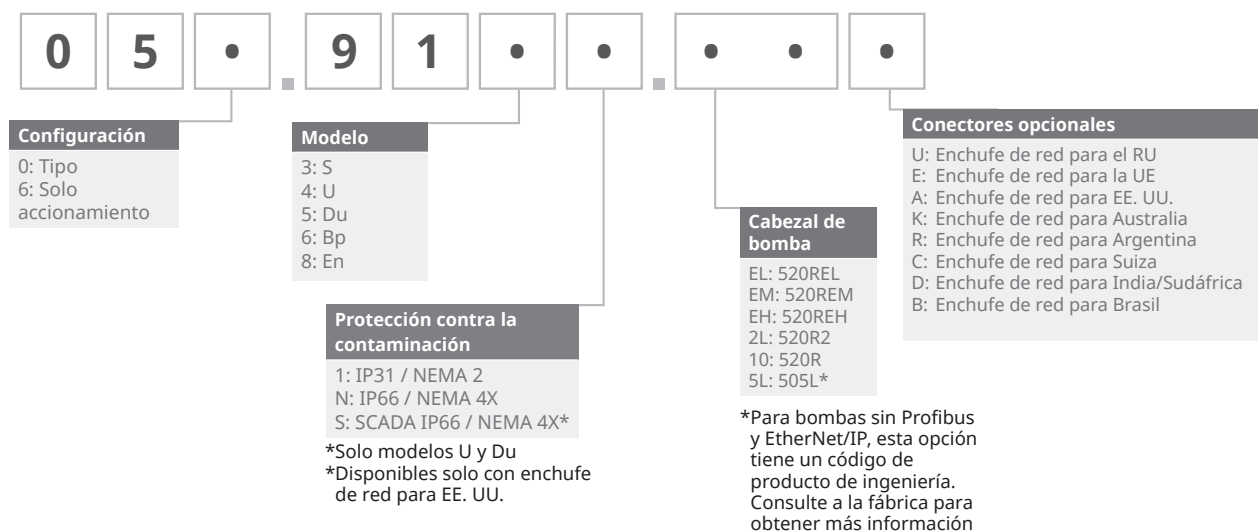 0 5 • . 9 1 • • . • • •
Configuración
0: Tipo
6: Solo
accionamiento
Modelo
3: S
4: U
5: Du
6: Bp
8: En
Protección contra la
contaminación
1: IP31 / NEMA 2
N: IP66 / NEMA 4X
S: SCADA IP66 / NEMA 4X*
*Solo modelos U y Du
*Disponibles solo con enchufe
de red para EE. UU.
Cabezal de
bomba
EL: 520REL
EM: 520REM
EH: 520REH
2L: 520R2
10: 520R
5L: 505L*
*Para bombas sin Profibus
y EtherNet/IP, esta opción
tiene un código de
producto de ingeniería.
Consulte a la fábrica para
obtener más información
Conectores opcionales
U: Enchufe de red para el RU
E: Enchufe de red para la UE
A: Enchufe de red para EE. UU.
K: Enchufe de red para Australia
R: Enchufe de red para Argentina
C: Enchufe de red para Suiza
D: Enchufe de red para India/Sudáfrica
B: Enchufe de red para Brasil